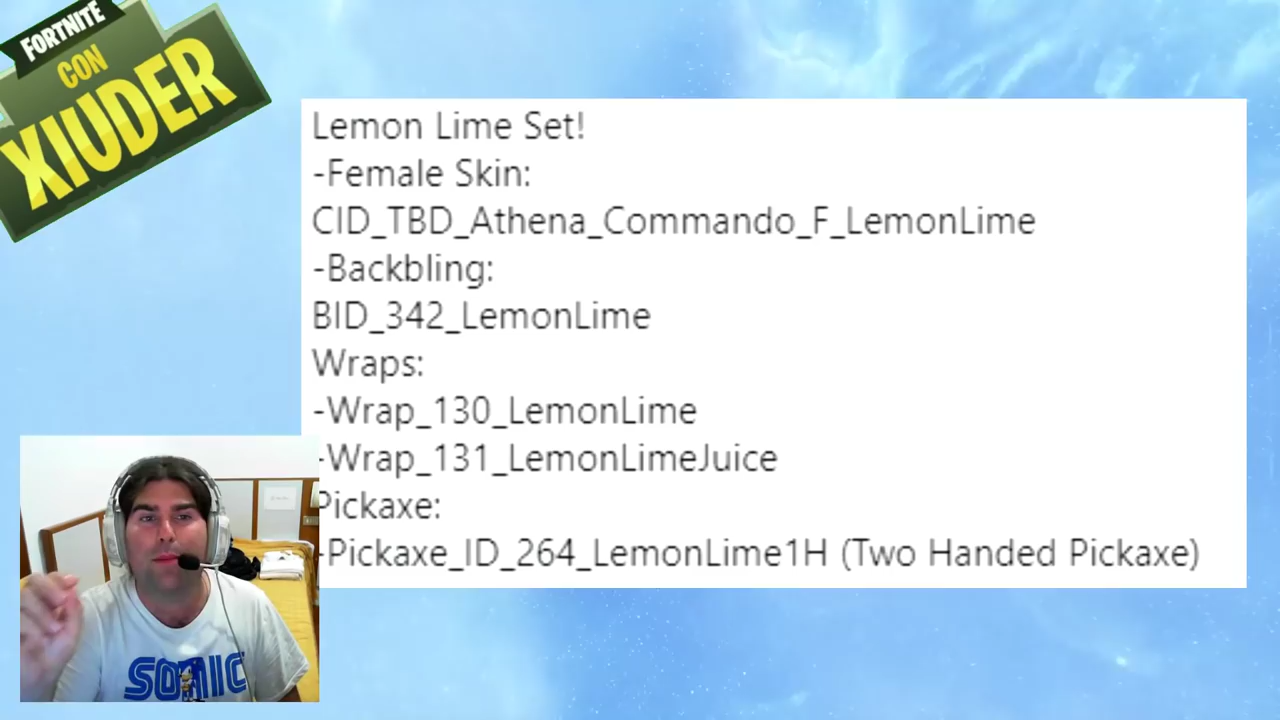 FORTNITE
CON
XIUDER
Lemon Lime Set!
-Female Skin:
CID_TBD_Athena_Commando_F_LemonLime
-Backbling:
BID_342_LemonLime
Wraps:
-Wrap_130_LemonLime
-Wrap_131_LemonLimeJuice
Pickaxe:
-Pickaxe_ID_264_LemonLime1H (Two Handed Pickaxe)
SONIC